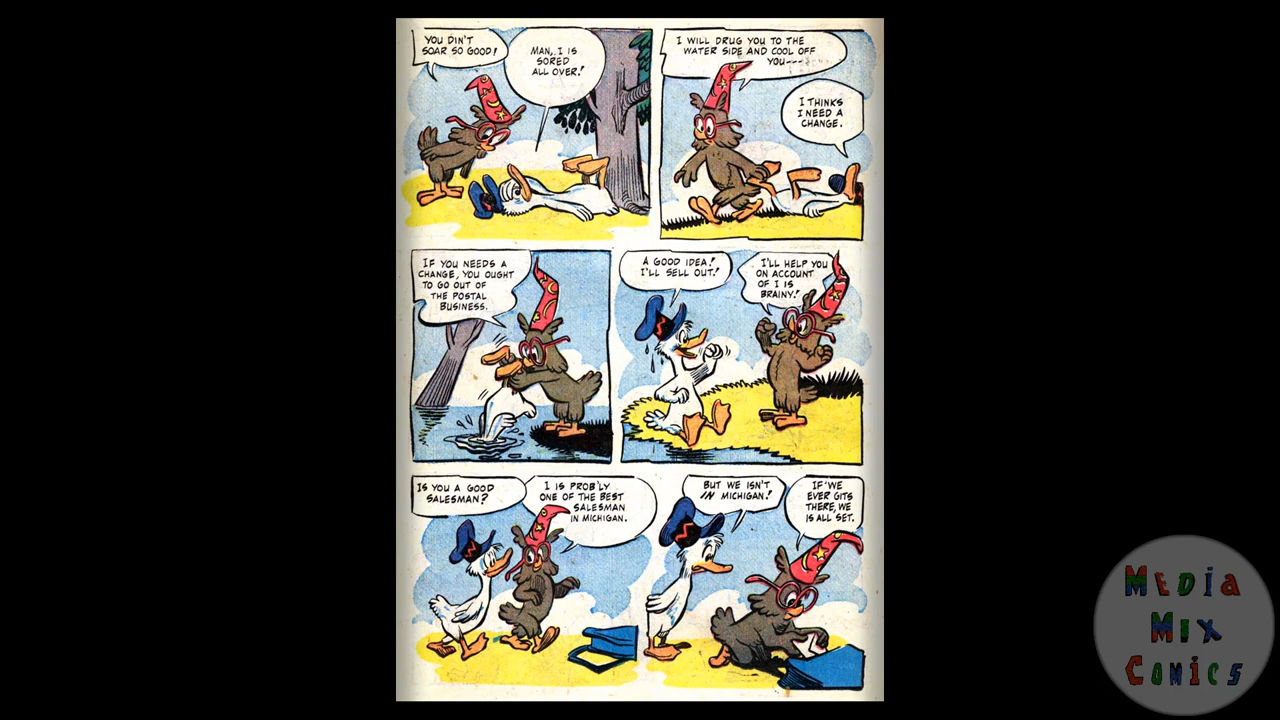 YOU DIN'T
SOAR SO GOOD!
MAN, I IS
SORED
ALL OVER!
I WILL DRUG YOU TO THE
WATER SIDE AND COOL OFF
YOU---
I THINKS
I NEED A
CHANGE.
IF YOU NEEDS A
CHANGE, YOU OUGHT
TO GO OUT OF
THE POSTAL
BUSINESS.
A GOOD IDEA!
I'LL SELL OUT!
I'LL HELP YOU
ON ACCOUNT
OF I IS
BRAINY!
IS YOU A GOOD
SALESMAN?
I IS PROB'LY
ONE OF THE BEST
SALESMAN
IN MICHIGAN.
BUT WE ISN'T
IN MICHIGAN!
IF WE
EVER GITS
THERE, WE
IS ALL SET.
MEDIA
MIX
COMICS